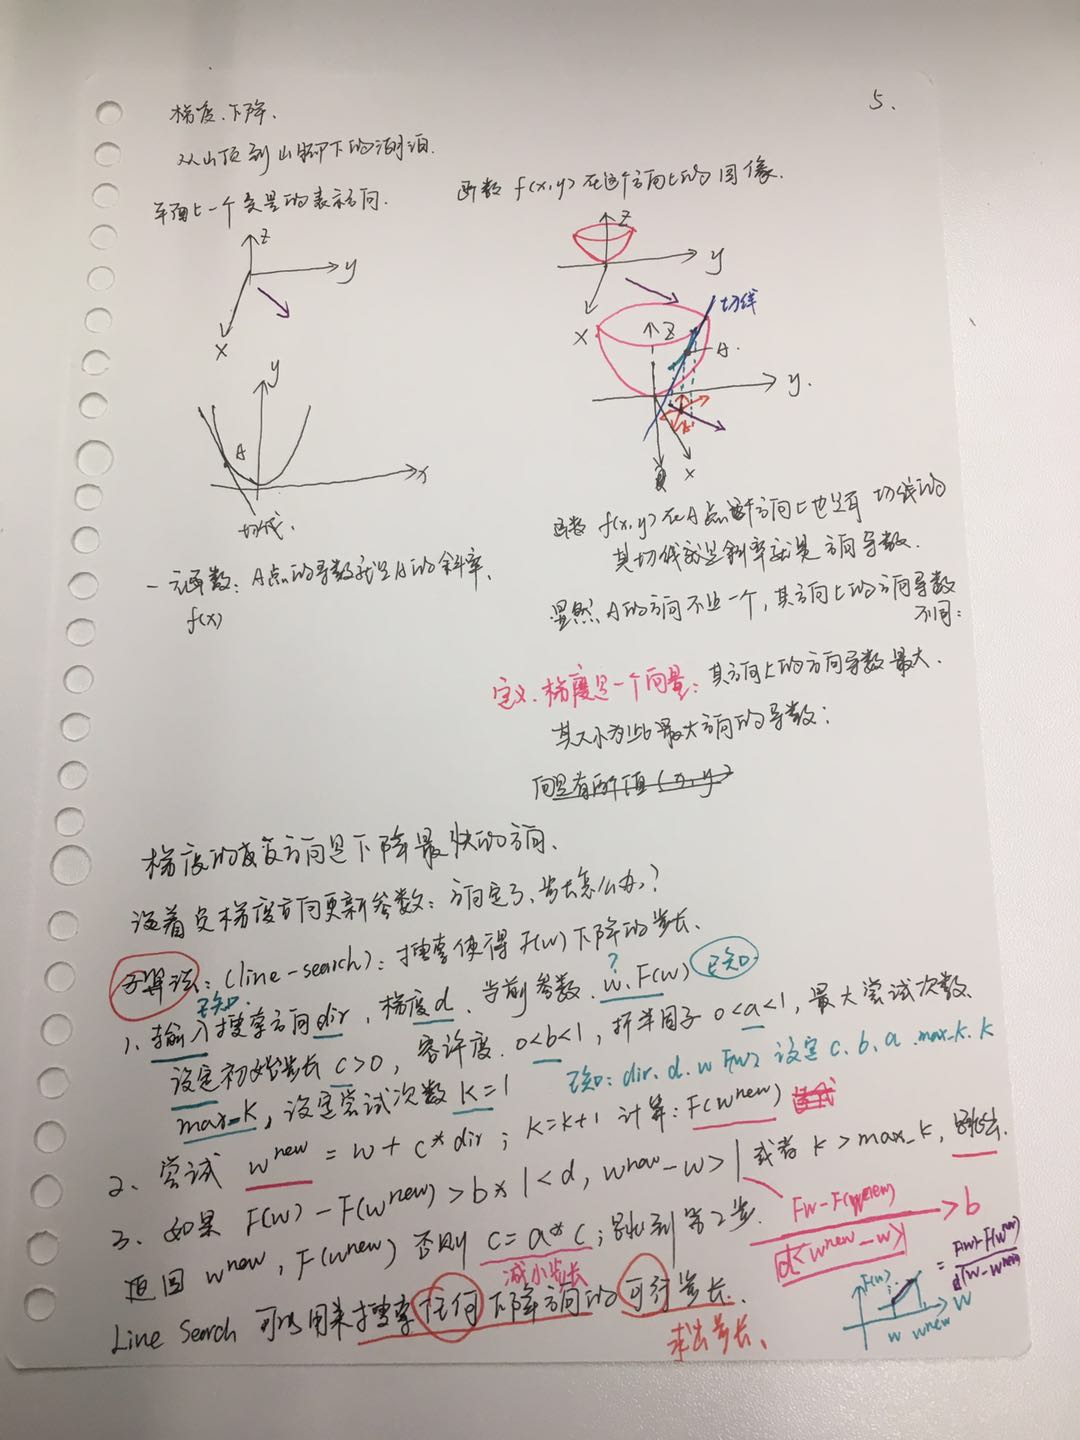 5.
梯度下降.
从山顶到山脚下的湖泊.
平面上一个变量的表示方向.
z
y
x
y
A
x
切线.
一元函数: A点的导数就是A的斜率.
f(x)
函数 f(x,y) 在这个方向上的图像.
z
y
x
切线
z
A.
y.
x
函数 f(x,y) 在A点这个方向上也是有切线的
其切线就是斜率就是方向导数.
显然A的方向不止一个, 其方向上的方向导数
不同:
定义. 梯度是一个向量: 其方向上的方向导数最大.
其大小为此最大方向的导数:
向量有两个值(x,y)
梯度的反方向是下降最快的方向.
沿着负梯度方向更新参数: 方向定了、步长怎么办?
子算法: (line-search): 搜索使得 F(w) 下降的步长.
已知.
?
1、输入搜索方向 dir, 梯度 d、当前参数 w、F(w) 已知
设定初始步长 c>0, 容许度. 0<b<1, 折半因子 0<a<1, 最大尝试次数
max_k, 设定尝试次数 k=1
已知: dir、d、w F(w), 设定 c、b、a max_k、k
2、尝试 w^new = w + c* dir; k=k+1 计算: F(w^new)
3、如果 F(w) - F(w^new) > b * | < d, w^new - w > | 或者 k > max_k, 跳出.
返回 w^new, F(w^new) 否则 c = a* c; 跳到第2步.
减小步长
Fw-F(w^new)
d<w^new - w>
>b
Line Search 可以用来搜索任何下降方向的可行步长.
求出步长、
F(w)
w
w w^new
= F(w)-F(w^new)
d(w-w^new)